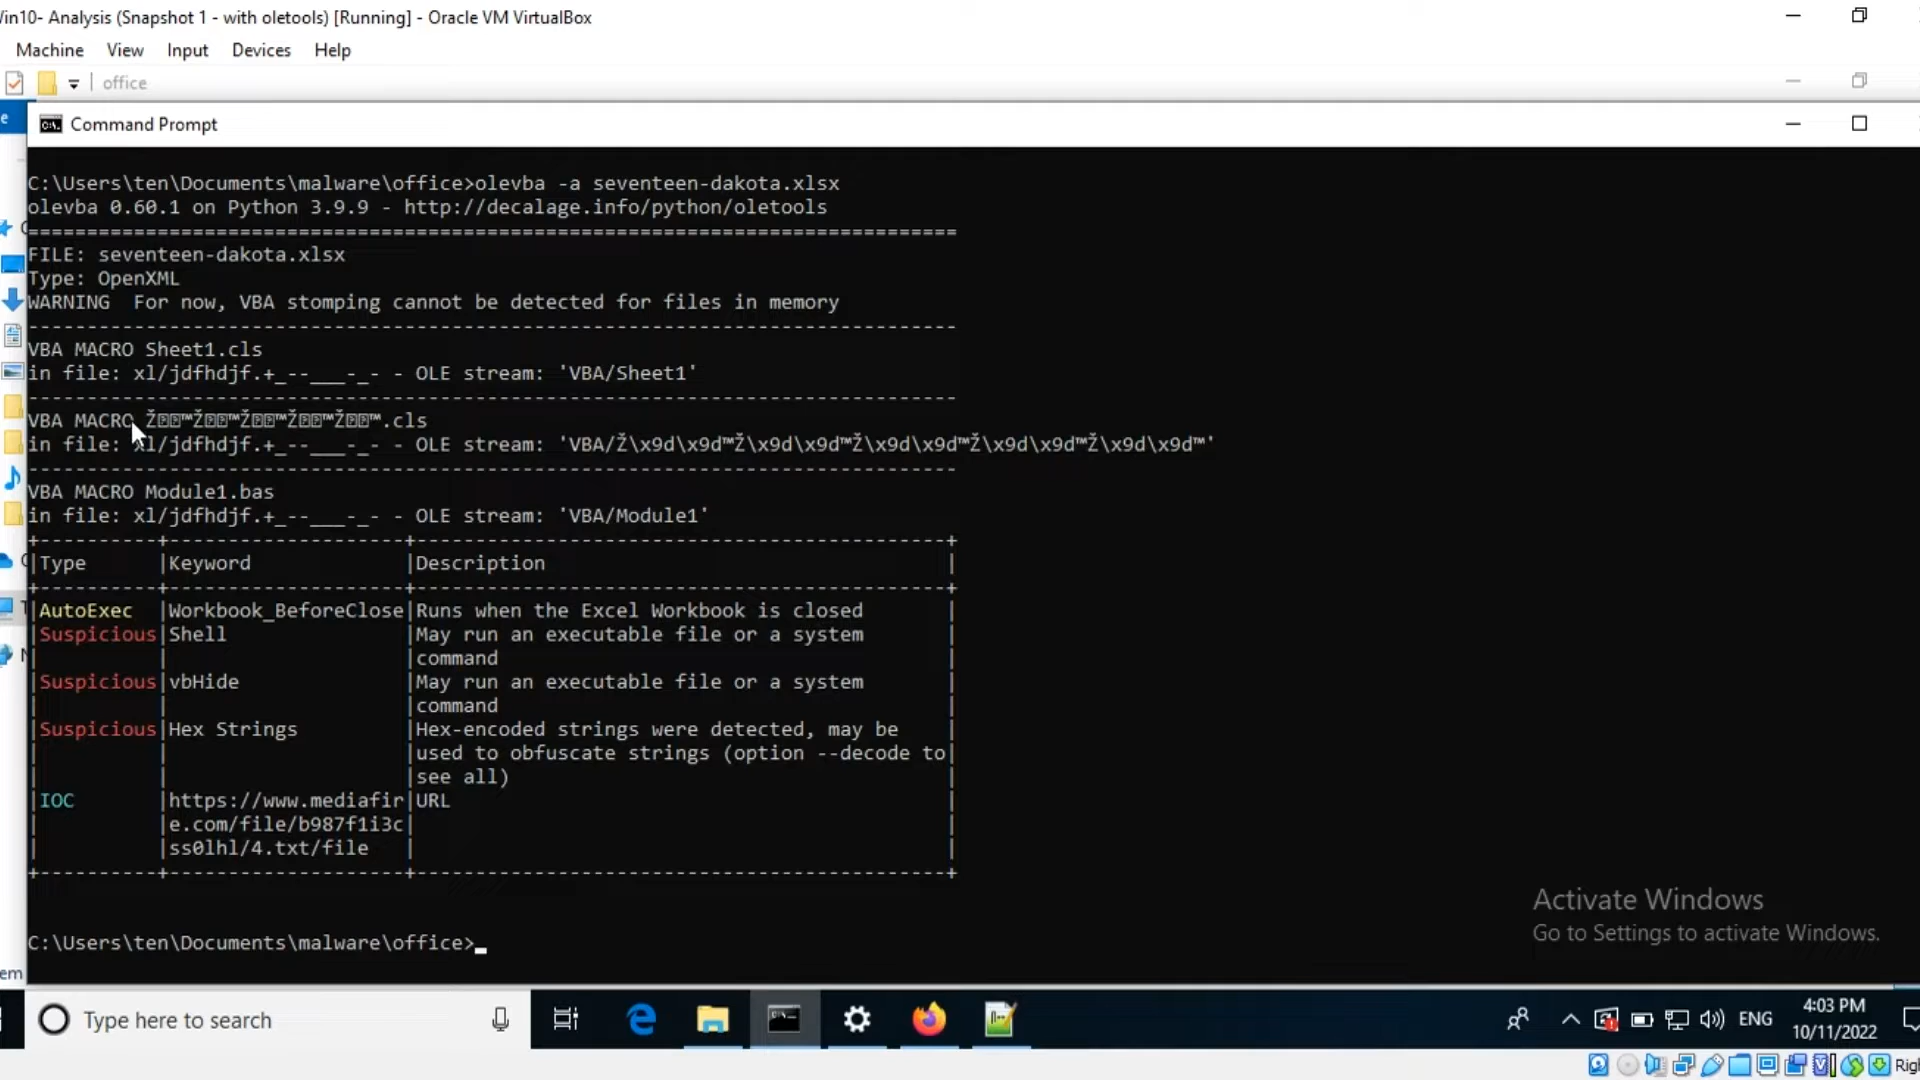 Win10- Analysis (Snapshot 1 - with oletools) [Running] - Oracle VM VirtualBox
Machine View Input Devices Help
office
Command Prompt
C:\Users\ten\Documents\malware\office>olevba -a seventeen-dakota.xlsx
olevba 0.60.1 on Python 3.9.9 - http://decalage.info/python/oletools
===============================================================================
FILE: seventeen-dakota.xlsx
Type: OpenXML
WARNING  For now, VBA stomping cannot be detected for files in memory
-------------------------------------------------------------------------------
VBA MACRO Sheet1.cls
in file: xl/jdfhdjf.+_--___-_- - OLE stream: 'VBA/Sheet1'
-------------------------------------------------------------------------------
VBA MACRO Ž™Ž™Ž™Ž™.cls
in file: xl/jdfhdjf.+_--___-_- - OLE stream: 'VBA/Ž\x9d\x9d™Ž\x9d\x9d™Ž\x9d\x9d™Ž\x9d\x9d™Ž\x9d\x9d™'
-------------------------------------------------------------------------------
VBA MACRO Module1.bas
in file: xl/jdfhdjf.+_--___-_- - OLE stream: 'VBA/Module1'
+----------+--------------------+---------------------------------------------+
|Type      |Keyword             |Description                                  |
+----------+--------------------+---------------------------------------------+
|AutoExec  |Workbook_BeforeClose|Runs when the Excel Workbook is closed       |
|Suspicious|Shell               |May run an executable file or a system       |
|          |                    |command                                      |
|Suspicious|vbHide              |May run an executable file or a system       |
|          |                    |command                                      |
|Suspicious|Hex Strings         |Hex-encoded strings were detected, may be    |
|          |                    |used to obfuscate strings (option --decode to|
|          |                    |see all)                                     |
|IOC       |https://www.mediafir|URL                                          |
|          |e.com/file/b987f1i3c|                                             |
|          |ss0lhl/4.txt/file   |                                             |
+----------+--------------------+---------------------------------------------+
C:\Users\ten\Documents\malware\office>
Activate Windows
Go to Settings to activate Windows.
Type here to search
ENG
4:03 PM
10/11/2022